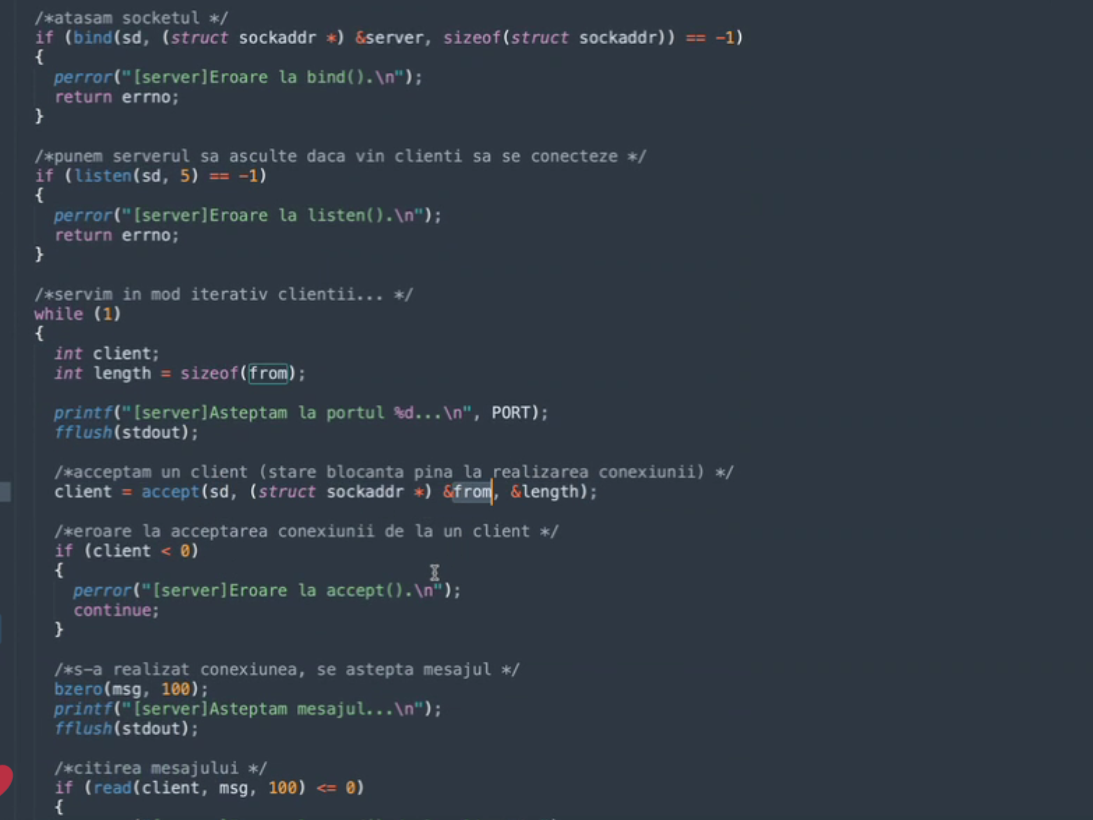 /*atasam socketul */
if (bind(sd, (struct sockaddr *) &server, sizeof(struct sockaddr)) == -1)
{
perror("[server]Eroare la bind().\n");
return errno;
}
/*punem serverul sa asculte daca vin clienti sa se conecteze */
if (listen(sd, 5) == -1)
{
perror("[server]Eroare la listen().\n");
return errno;
}
/*servim in mod iterativ clientii... */
while (1)
{
int client;
int length = sizeof(from);
printf("[server]Asteptam la portul %d...\n", PORT);
fflush(stdout);
/*acceptam un client (stare blocanta pina la realizarea conexiunii) */
client = accept(sd, (struct sockaddr *) &from, &length);
/*eroare la acceptarea conexiunii de la un client */
if (client < 0)
{
perror("[server]Eroare la accept().\n");
continue;
}
/*s-a realizat conexiunea, se astepta mesajul */
bzero(msg, 100);
printf("[server]Asteptam mesajul...\n");
fflush(stdout);
/*citirea mesajului */
if (read(client, msg, 100) <= 0)
{